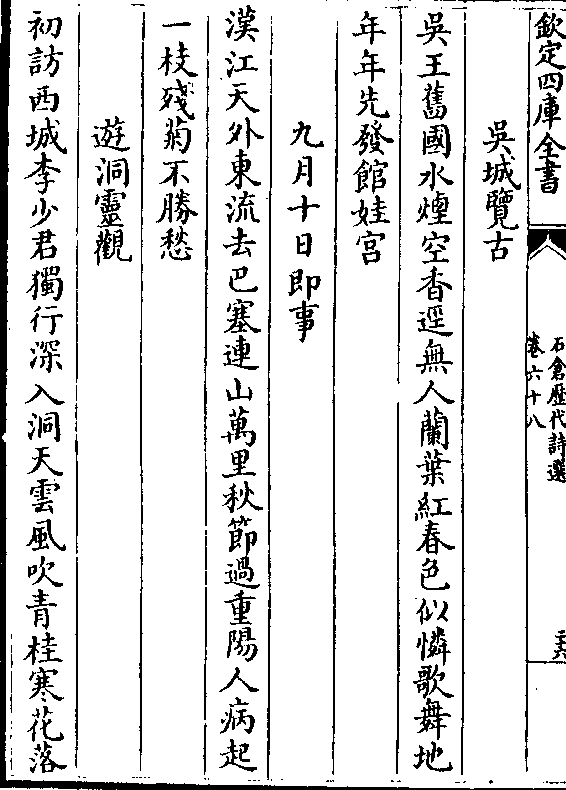 欽定四庫全書
石倉歴代詩選
卷六十八
吳城覽古
吳王舊國水煙空香逕無人蘭葉紅春色似憐歌舞地
年年先發館娃宫
九月十日即事
漢江天外東流去巴塞連山萬里秋節過重陽人病起
一枝殘菊不勝愁
遊洞靈觀
初訪西城李少君獨行深入洞天雲風吹青桂寒花落